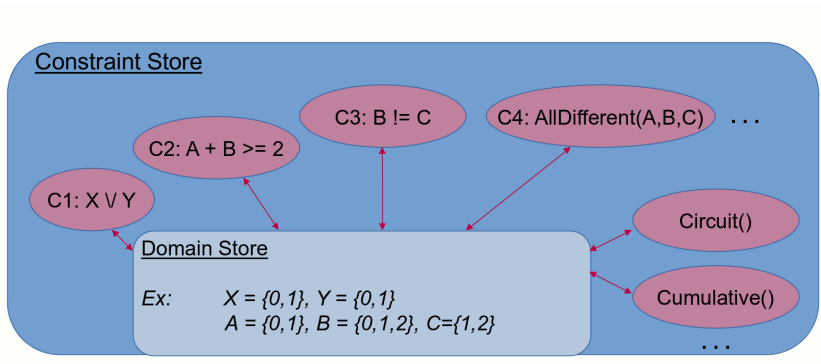 Constraint Store
C3: B != C
C4: AllDifferent(A,B,C)
. . .
C2: A + B >= 2
C1: X \/ Y
Circuit()
Domain Store
Ex: X = {0,1}, Y = {0,1}
A = {0,1}, B = {0,1,2}, C={1,2}
Cumulative()
. . .